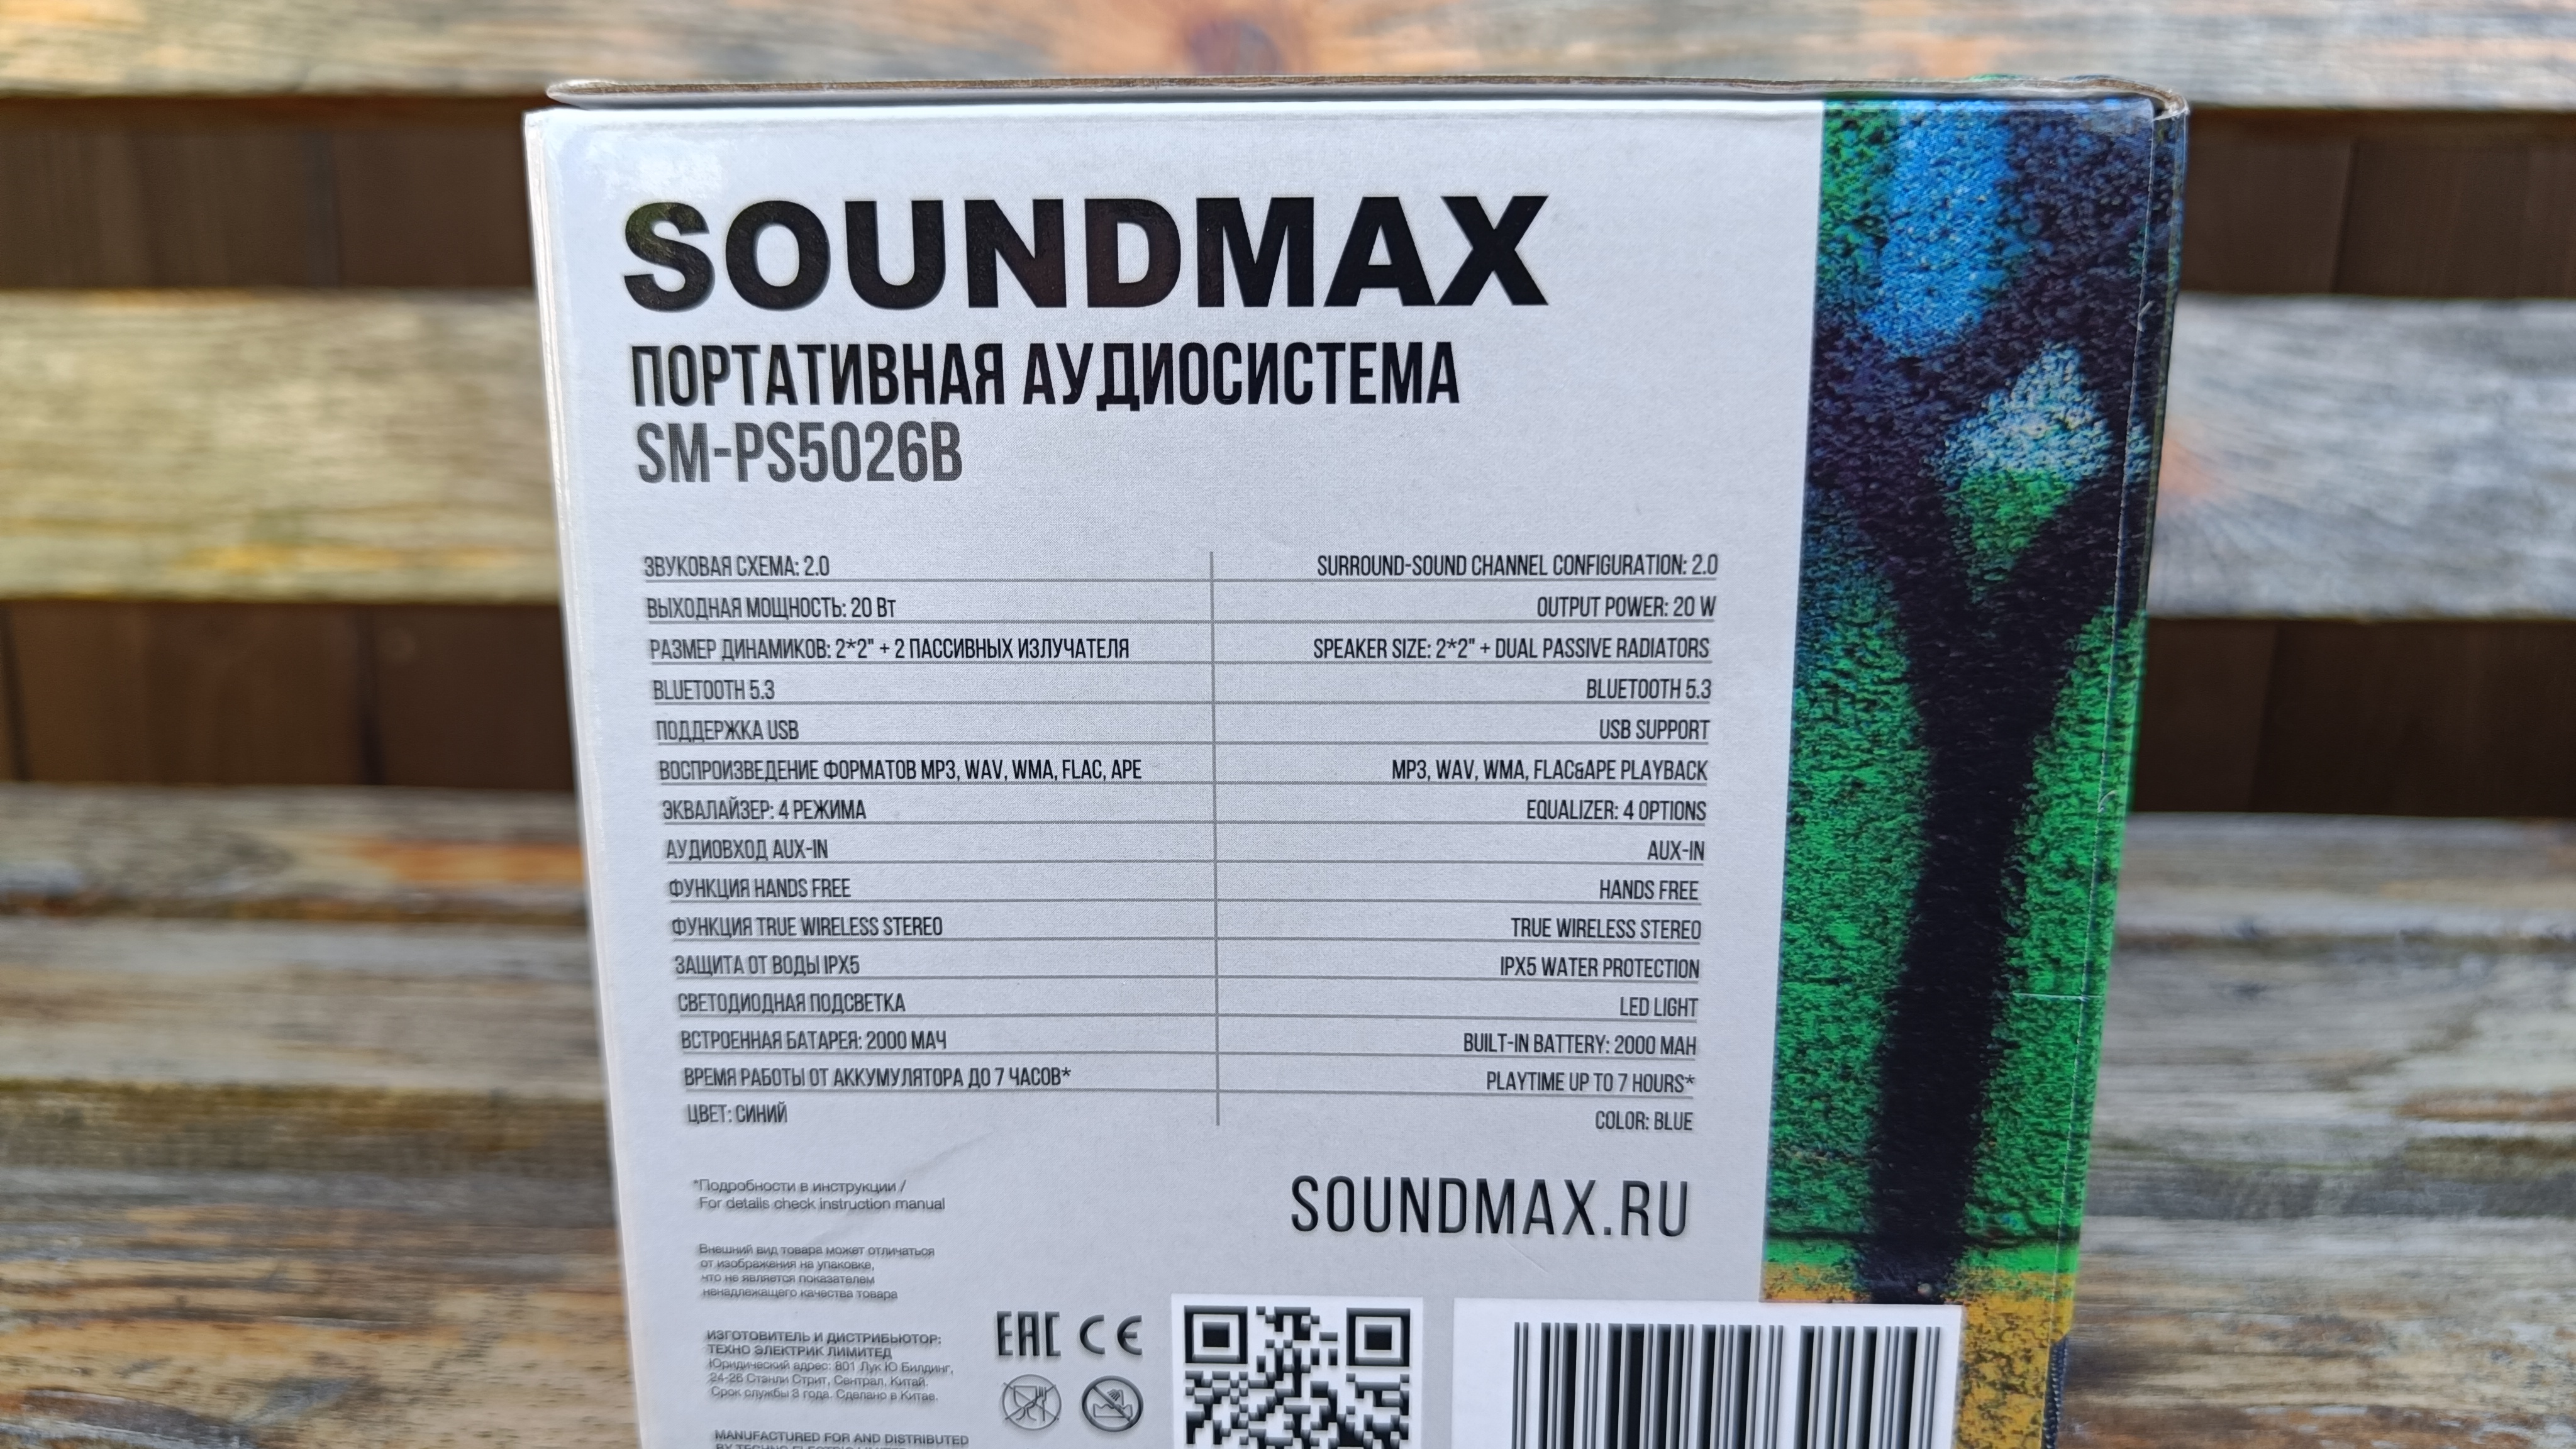 SOUNDMAX
ПОРТАТИВНАЯ АУДИОСИСТЕМА
SM-PS5026B
ЗВУКОВАЯ СХЕМА: 2.0
SURROUND-SOUND CHANNEL CONFIGURATION: 2.0
ВЫХОДНАЯ МОЩНОСТЬ: 20 Вт
OUTPUT POWER: 20 W
РАЗМЕР ДИНАМИКОВ: 2*2" + 2 ПАССИВНЫХ ИЗЛУЧАТЕЛЯ
SPEAKER SIZE: 2*2" + DUAL PASSIVE RADIATORS
BLUETOOTH 5.3
BLUETOOTH 5.3
ПОДДЕРЖКА USB
USB SUPPORT
ВОСПРОИЗВЕДЕНИЕ ФОРМАТОВ MP3, WAV, WMA, FLAC, APE
MP3, WAV, WMA, FLAC&APE PLAYBACK
ЭКВАЛАЙЗЕР: 4 РЕЖИМА
EQUALIZER: 4 OPTIONS
АУДИОВХОД AUX-IN
AUX-IN
ФУНКЦИЯ HANDS FREE
HANDS FREE
ФУНКЦИЯ TRUE WIRELESS STEREO
TRUE WIRELESS STEREO
ЗАЩИТА ОТ ВОДЫ IPX5
IPX5 WATER PROTECTION
СВЕТОДИОДНАЯ ПОДСВЕТКА
LED LIGHT
ВСТРОЕННАЯ БАТАРЕЯ: 2000 МАЧ
BUILT-IN BATTERY: 2000 MAH
ВРЕМЯ РАБОТЫ ОТ АККУМУЛЯТОРА ДО 7 ЧАСОВ*
PLAYTIME UP TO 7 HOURS*
ЦВЕТ: СИНИЙ
COLOR: BLUE
*Подробности в инструкции /
For details check instruction manual
SOUNDMAX.RU
Внешний вид товара может отличаться
от изображения на упаковке,
что не является показателем
ненадлежащего качества товара
ИЗГОТОВИТЕЛЬ И ДИСТРИБЬЮТОР:
ТЕХНО ЭЛЕКТРИК ЛИМИТЕД
Юридический адрес: 801 Лук Ю Билдинг,
24-26 Стэнли Стрит, Сентрал, Китай.
Срок службы 3 года. Сделано в Китае.
EAC CE
MANUFACTURED FOR AND DISTRIBUTED